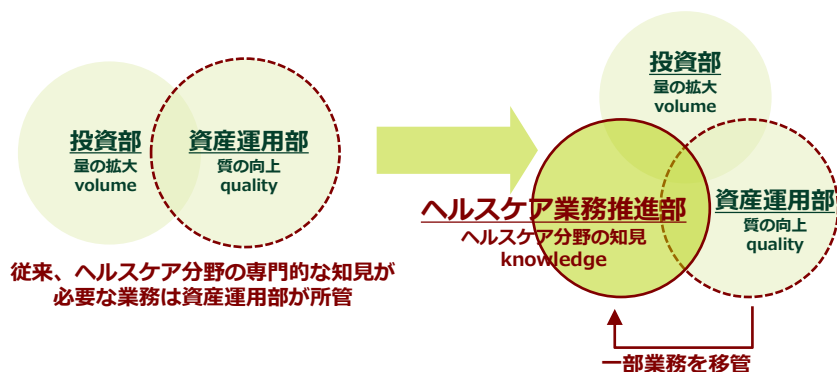 投資部
量の拡大
volume
資産運用部
質の向上
quality
従来、ヘルスケア分野の専門的な知見が
必要な業務は資産運用部が所管
投資部
量の拡大
volume
ヘルスケア業務推進部
ヘルスケア分野の知見
knowledge
資産運用部
質の向上
quality
一部業務を移管